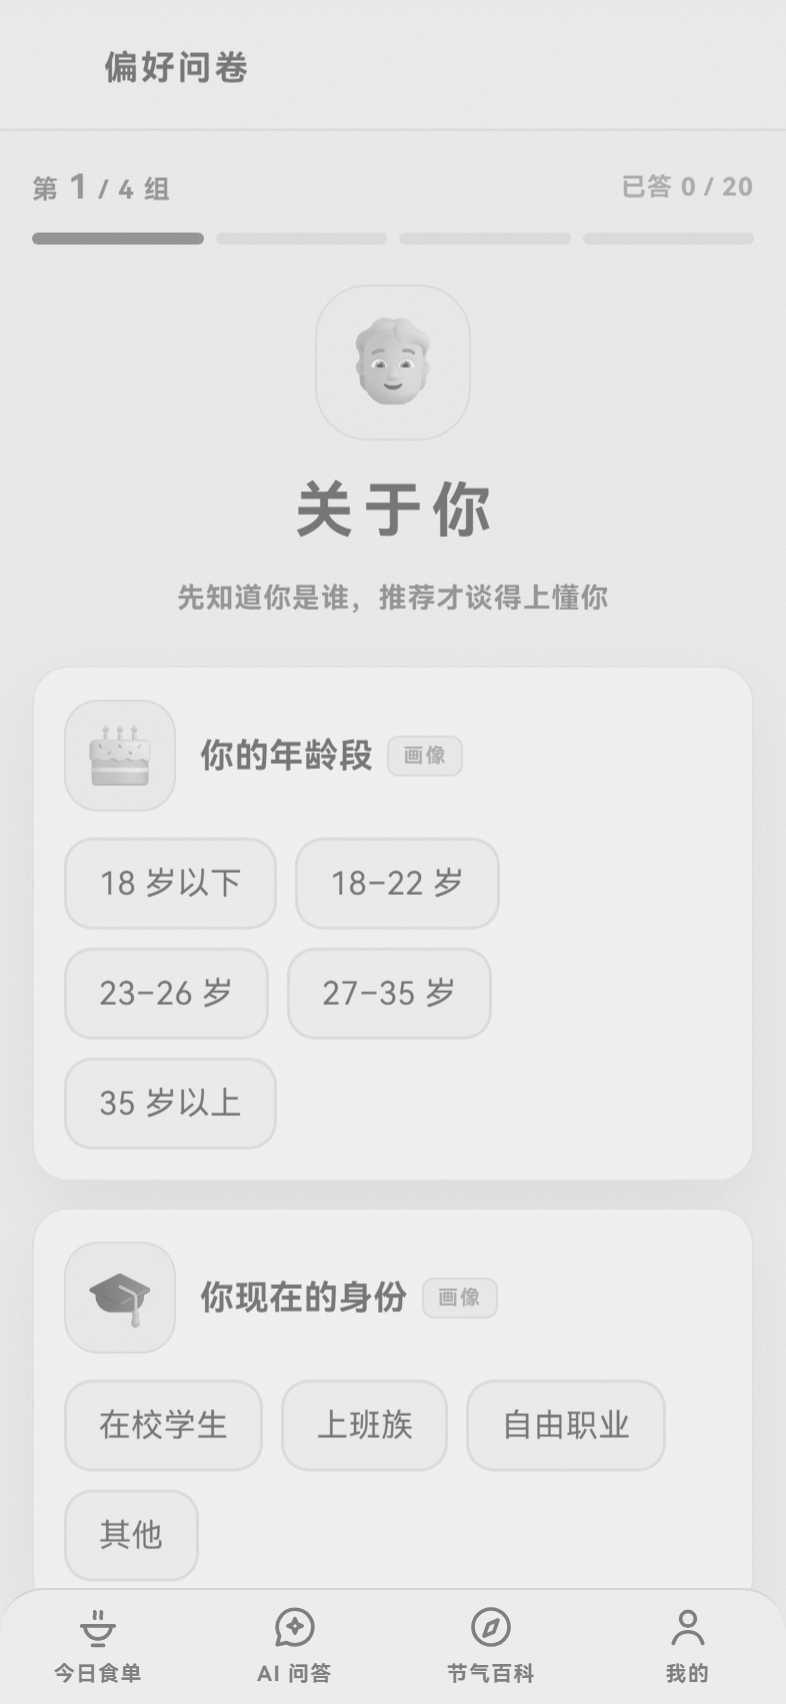 偏好问卷
第 1 / 4 组
已答 0 / 20
关于你
先知道你是谁，推荐才谈得上懂你
你的年龄段 画像
18 岁以下 18–22 岁
23–26 岁 27–35 岁
35 岁以上
你现在的身份 画像
在校学生 上班族 自由职业
其他
今日食单 AI 问答 节气百科 我的